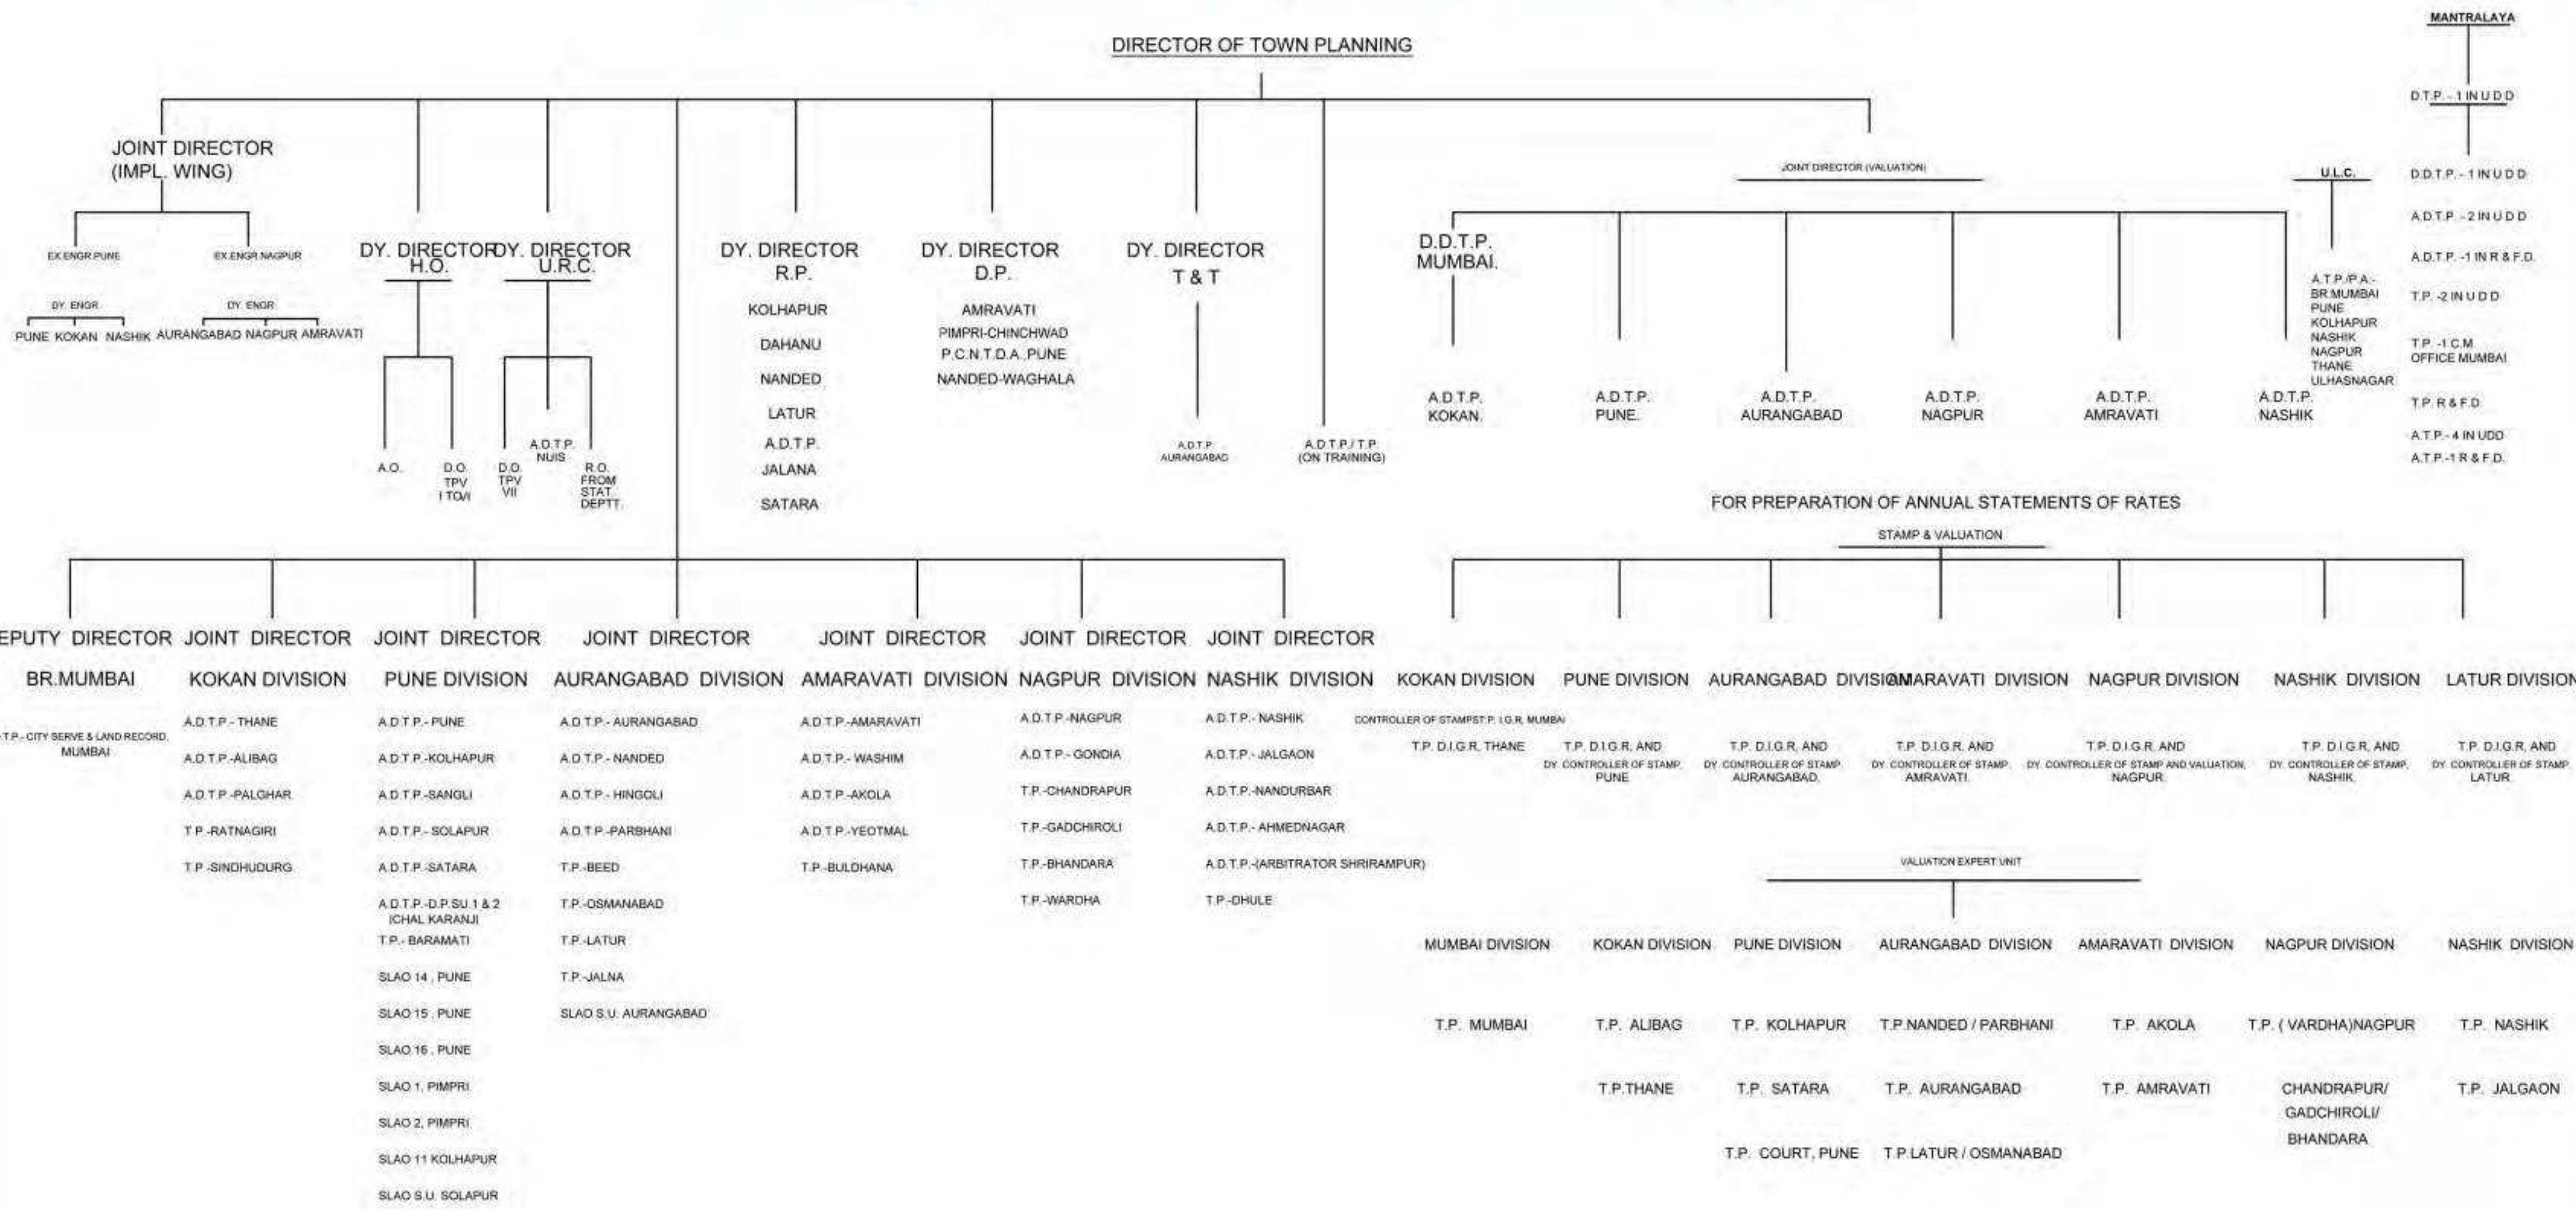 MANTRALAYA
DIRECTOR OF TOWN PLANNING
D.T.P. - 1 IN U D D
JOINT DIRECTOR
(IMPL. WING)
JOINT DIRECTOR (VALUATION)
U.L.C.
D.D.T.P. - 1 IN U D D
A.D.T.P. - 2 IN U D D
A.D.T.P. -1 IN R & F.D.
T.P. -2 IN U D D
T.P. -1 C.M.
OFFICE MUMBAI
T.P. R & F.D.
A.T.P.- 4 IN UDD
A.T.P.-1 R & F.D.
A.T.P./P.A.-
BR.MUMBAI
PUNE
KOLHAPUR
NASHIK
NAGPUR
THANE
ULHASNAGAR
EX.ENGR.PUNE
EX.ENGR.NAGPUR
DY. ENGR.
DY. ENGR.
PUNE KOKAN NASHIK
AURANGABAD NAGPUR AMRAVATI
DY. DIRECTOR
H.O.
A.O.
D.O.
TPV
DY. DIRECTOR
U.R.C.
D.O.
TPV
VII
A.D.T.P.
NUIS
R.O.
FROM
STAT.
DEPTT.
DY. DIRECTOR
R.P.
KOLHAPUR
DAHANU
NANDED
LATUR
A.D.T.P.
JALANA
SATARA
DY. DIRECTOR
D.P.
AMRAVATI
PIMPRI-CHINCHWAD
P.C.N.T.D.A. PUNE
NANDED-WAGHALA
DY. DIRECTOR
T & T
A.D.T.P.
AURANGABAD
A.D.T.P./ T.P.
(ON TRAINING)
D.D.T.P.
MUMBAI.
A.D.T.P.
KOKAN.
A.D.T.P.
PUNE.
A.D.T.P.
AURANGABAD
A.D.T.P.
NAGPUR
A.D.T.P.
AMRAVATI
A.D.T.P.
NASHIK
FOR PREPARATION OF ANNUAL STATEMENTS OF RATES
STAMP & VALUATION
EPUTY DIRECTOR
BR.MUMBAI
T.P.- CITY SERVE & LAND RECORD,
MUMBAI
JOINT DIRECTOR
KOKAN DIVISION
A.D.T.P.- THANE
A.D.T.P.-ALIBAG
A.D.T.P.-PALGHAR
T.P.-RATNAGIRI
T.P.-SINDHUDURG
JOINT DIRECTOR
PUNE DIVISION
A.D.T.P.- PUNE
A.D.T.P.-KOLHAPUR
A.D.T.P.-SANGLI
A.D.T.P.- SOLAPUR
A.D.T.P.-SATARA
A.D.T.P.-D.P.SU.1 & 2
ICHAL KARANJI
T.P.- BARAMATI
SLAO 14 , PUNE
SLAO 15 , PUNE
SLAO 16 , PUNE
SLAO 1, PIMPRI
SLAO 2, PIMPRI
SLAO 11 KOLHAPUR
SLAO S.U. SOLAPUR
JOINT DIRECTOR
AURANGABAD DIVISION
A.D.T.P.- AURANGABAD
A.D.T.P.- NANDED
A.D.T.P.- HINGOLI
A.D.T.P.-PARBHANI
T.P.-BEED
T.P.-OSMANABAD
T.P.-LATUR
T.P.-JALNA
SLAO S.U. AURANGABAD
JOINT DIRECTOR
AMARAVATI DIVISION
A.D.T.P.-AMARAVATI
A.D.T.P.- WASHIM
A.D.T.P.-AKOLA
A.D.T.P.-YEOTMAL
T.P.-BULDHANA
JOINT DIRECTOR
NAGPUR DIVISION
A.D.T.P.-NAGPUR
A.D.T.P.- GONDIA
T.P.-CHANDRAPUR
T.P.-GADCHIROLI
T.P.-BHANDARA
T.P.-WARDHA
JOINT DIRECTOR
NASHIK DIVISION
A.D.T.P.- NASHIK
A.D.T.P.- JALGAON
A.D.T.P.-NANDURBAR
A.D.T.P.- AHMEDNAGAR
A.D.T.P.-(ARBITRATOR SHRIRAMPUR)
T.P.-DHULE
KOKAN DIVISION
CONTROLLER OF STAMPST.P. I.G.R. MUMBAI
T.P. D.I.G.R, THANE
PUNE DIVISION
T.P. D.I.G.R, AND
DY. CONTROLLER OF STAMP,
PUNE
AURANGABAD DIVISION
T.P. D.I.G.R, AND
DY. CONTROLLER OF STAMP,
AURANGABAD.
AMARAVATI DIVISION
T.P. D.I.G.R. AND
DY. CONTROLLER OF STAMP,
AMRAVATI.
NAGPUR DIVISION
T.P. D.I.G.R. AND
DY. CONTROLLER OF STAMP AND VALUATION,
NAGPUR.
NASHIK DIVISION
T.P. D.I.G.R, AND
DY. CONTROLLER OF STAMP,
NASHIK.
LATUR DIVISION
T.P. D.I.G.R, AND
DY. CONTROLLER OF STAMP,
LATUR
VALUATION EXPERT UNIT
MUMBAI DIVISION
T.P. MUMBAI
KOKAN DIVISION
T.P. ALIBAG
T.P.THANE
PUNE DIVISION
T.P. KOLHAPUR
T.P. SATARA
T.P. COURT, PUNE
AURANGABAD DIVISION
T.P.NANDED / PARBHANI
T.P. AURANGABAD
T.P.LATUR / OSMANABAD
AMARAVATI DIVISION
T.P. AKOLA
T.P. AMRAVATI
NAGPUR DIVISION
T.P. ( VARDHA)NAGPUR
CHANDRAPUR/
GADCHIROLI/
BHANDARA
NASHIK DIVISION
T.P. NASHIK
T.P. JALGAON